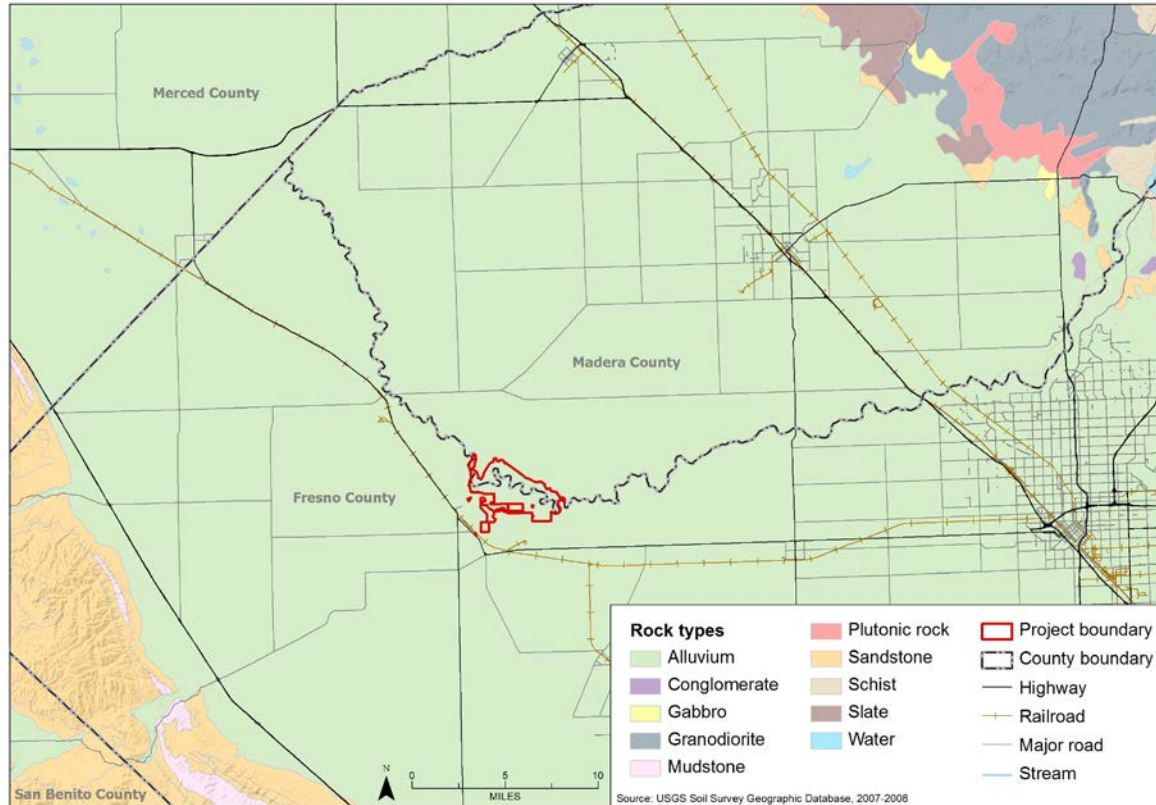 Merced County
Madera County
Fresno County
San Benito County
N
0 5 10
MILES
Rock types
Alluvium
Conglomerate
Gabbro
Granodiorite
Mudstone
Plutonic rock
Sandstone
Schist
Slate
Water
Project boundary
County boundary
Highway
Railroad
Major road
Stream
Source: USGS Soil Survey Geographic Database, 2007-2008